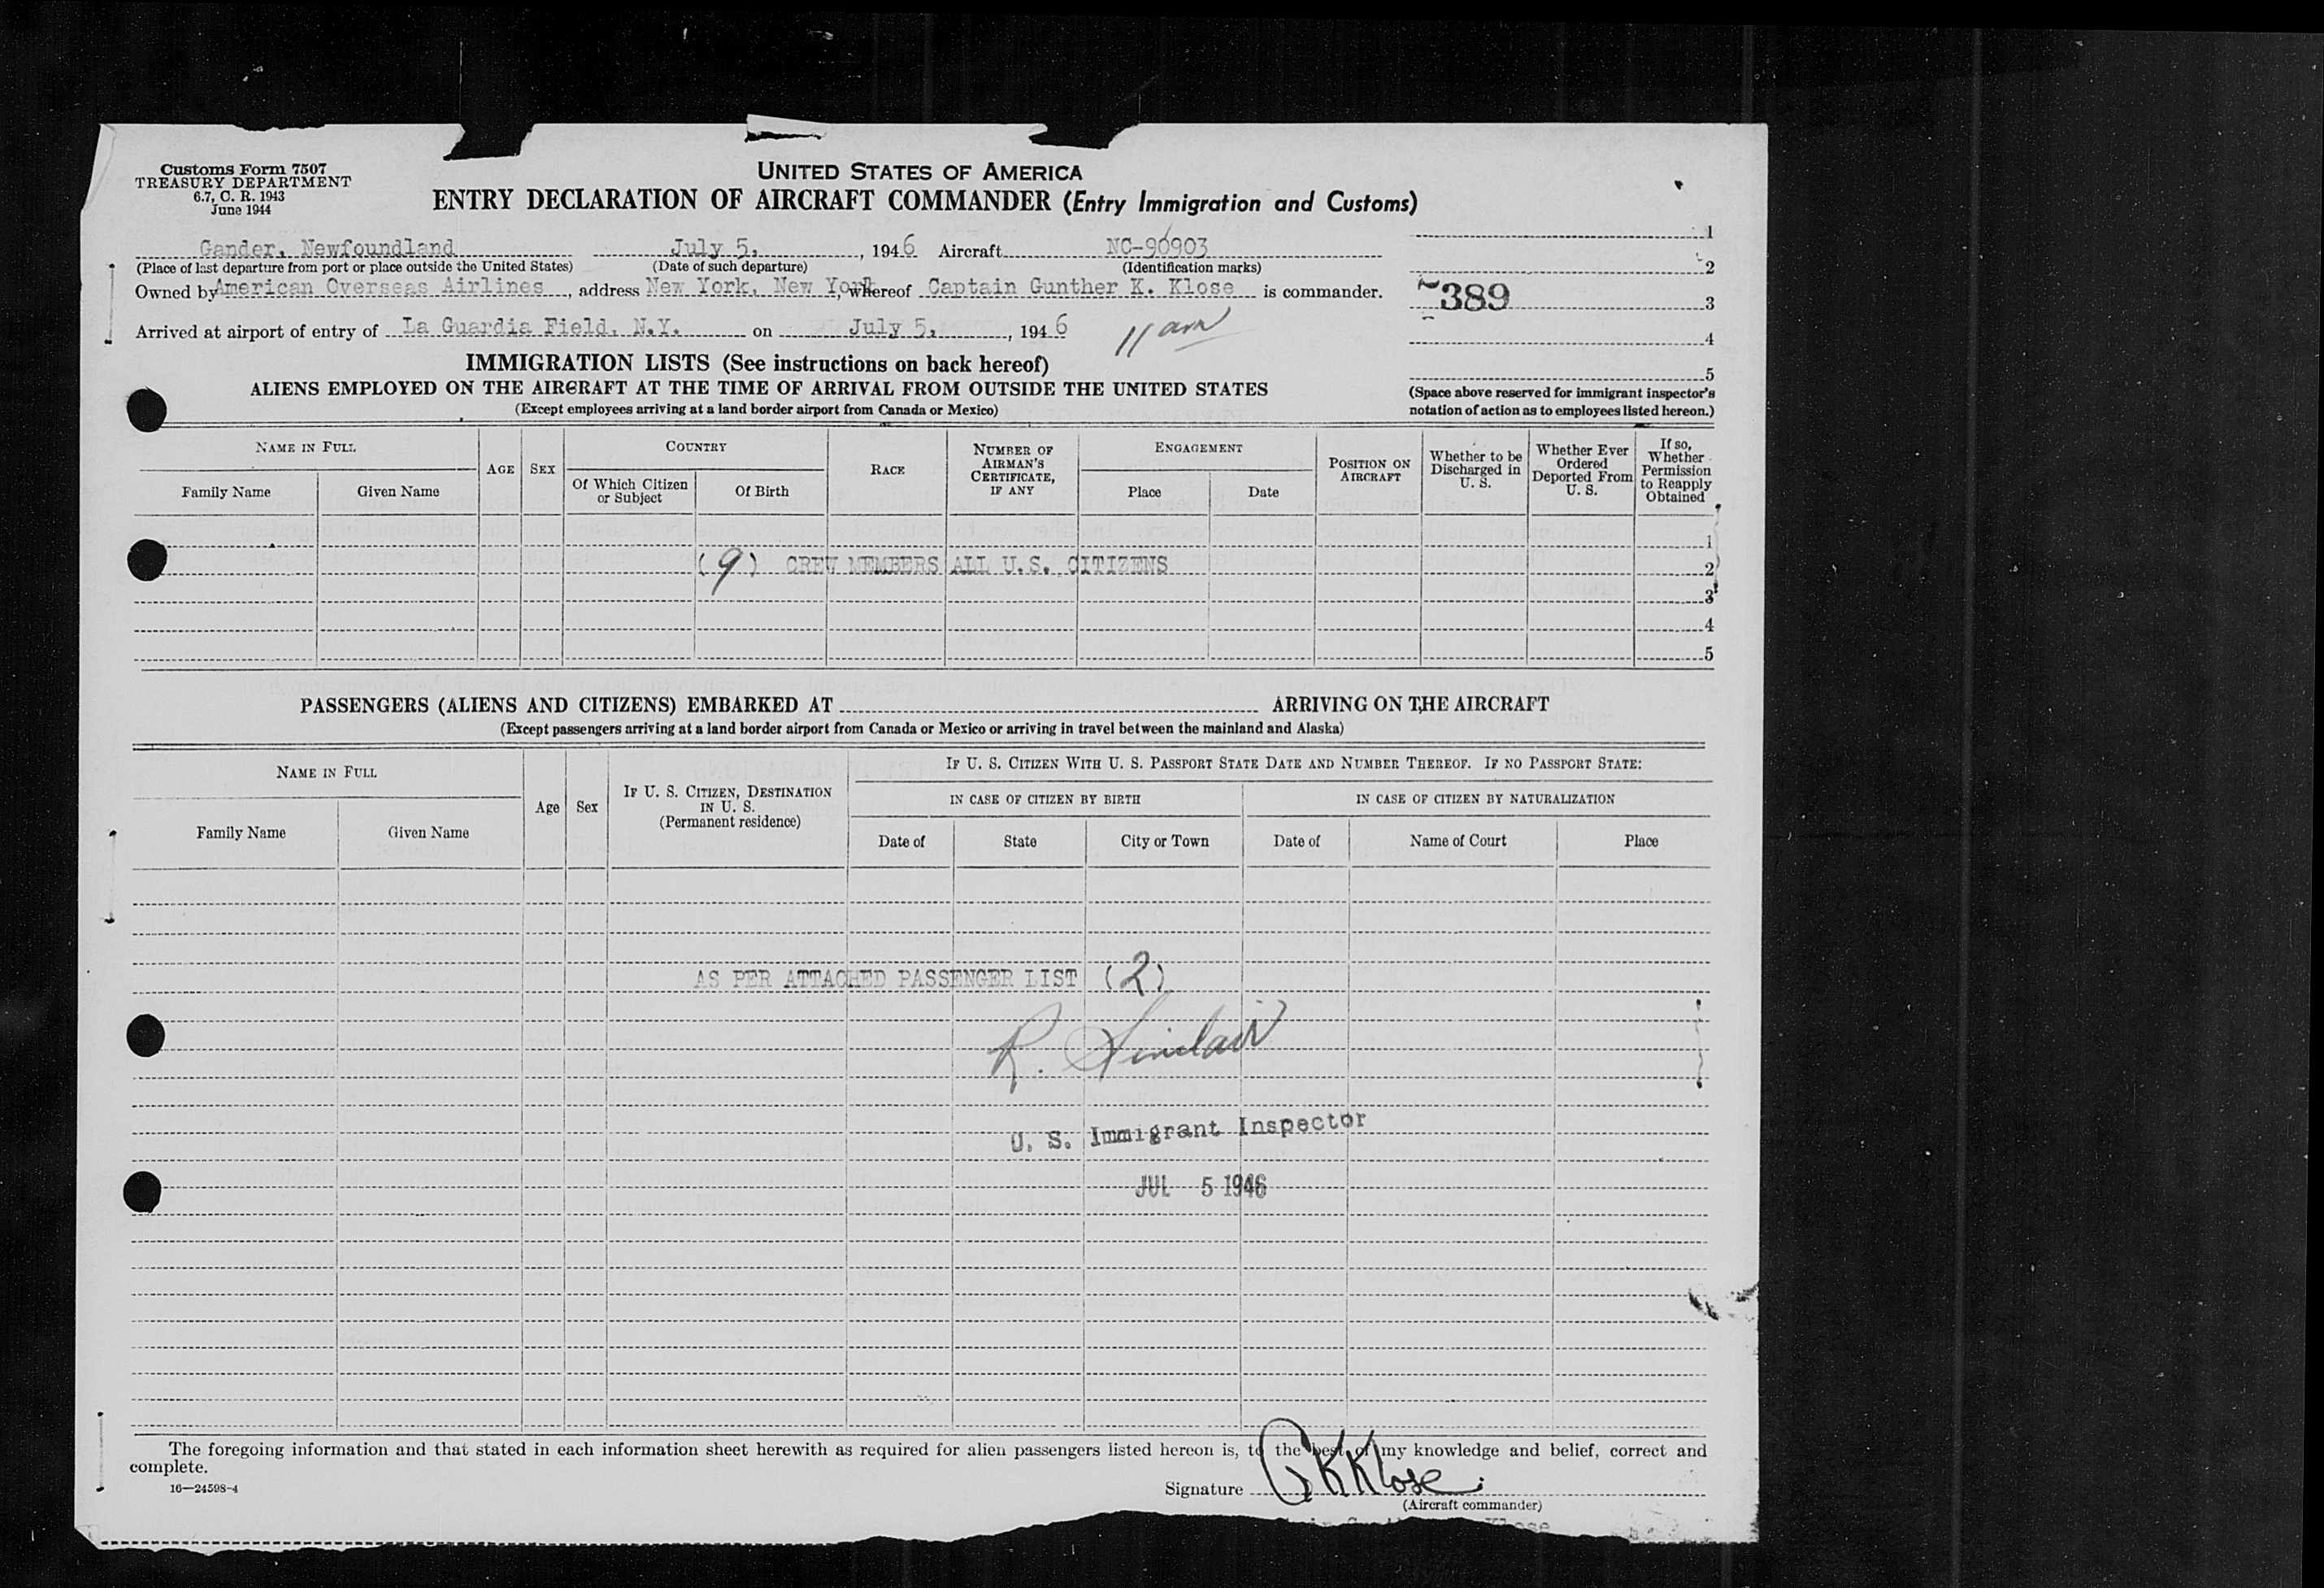 Customs Form 7507
TREASURY DEPARTMENT
6.7, C. R. 1943
June 1944
UNITED STATES OF AMERICA
ENTRY DECLARATION OF AIRCRAFT COMMANDER (Entry Immigration and Customs)
Gander, Newfoundland July 5, 1946 Aircraft NC-90903
(Place of last departure from port or place outside the United States) (Date of such departure) (Identification marks)
Owned by American Overseas Airlines, address New York, New York, whereof Captain Gunther K. Klose is commander.
Arrived at airport of entry of La Guardia Field, N.Y. on July 5, 1946 11 am
1
2
389 3
4
5
(Space above reserved for immigrant inspector's
notation of action as to employees listed hereon.)
IMMIGRATION LISTS (See instructions on back hereof)
ALIENS EMPLOYED ON THE AIRCRAFT AT THE TIME OF ARRIVAL FROM OUTSIDE THE UNITED STATES
(Except employees arriving at a land border airport from Canada or Mexico)
NAME IN FULL
Family Name
Given Name
AGE
SEX
COUNTRY
Of Which Citizen
or Subject
Of Birth
RACE
NUMBER OF
AIRMAN'S
CERTIFICATE,
IF ANY
ENGAGEMENT
Place
Date
POSITION ON
AIRCRAFT
Whether to be
Discharged in
U. S.
Whether Ever
Ordered
Deported From
U. S.
If so,
Whether
Permission
to Reapply
Obtained
1
(9) CREW MEMBERS ALL U.S. CITIZENS 2
3
4
5
PASSENGERS (ALIENS AND CITIZENS) EMBARKED AT ARRIVING ON THE AIRCRAFT
(Except passengers arriving at a land border airport from Canada or Mexico or arriving in travel between the mainland and Alaska)
NAME IN FULL
Family Name
Given Name
Age
Sex
IF U. S. CITIZEN, DESTINATION
IN U. S.
(Permanent residence)
IF U. S. CITIZEN WITH U. S. PASSPORT STATE DATE AND NUMBER THEREOF. IF NO PASSPORT STATE:
IN CASE OF CITIZEN BY BIRTH
IN CASE OF CITIZEN BY NATURALIZATION
Date of
State
City or Town
Date of
Name of Court
Place
AS PER ATTACHED PASSENGER LIST (2)
R. Sinclair
U. S. Immigrant Inspector
JUL 5 1946
The foregoing information and that stated in each information sheet herewith as required for alien passengers listed hereon is, to the best of my knowledge and belief, correct and
complete.
16—24598-4
Signature G K Klose
(Aircraft commander)
Klose